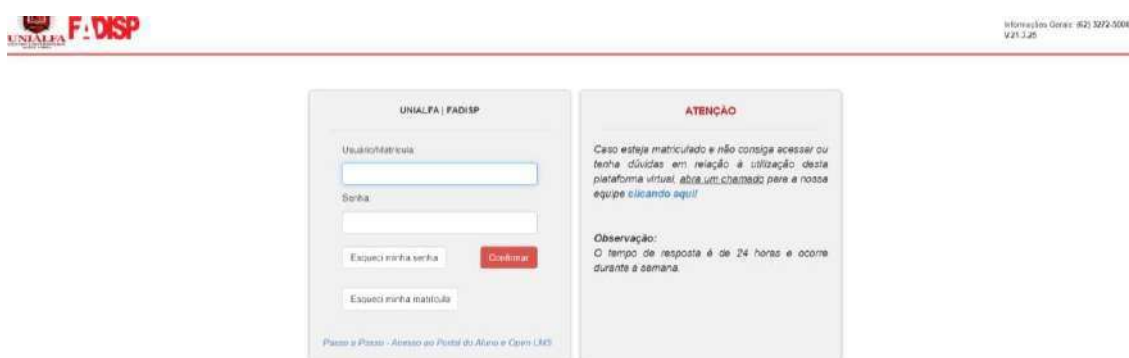 UNIALFA
FADISP
Informações Gerais: (62) 3272-5000
V.21.3.25
UNIALFA | FADISP
Usuário/Matrícula:
Senha:
Esqueci minha senha
Confirmar
Esqueci minha matrícula
Passo a Passo - Acesso ao Portal do Aluno e Open LMS
ATENÇÃO
Caso esteja matriculado e não consiga acessar ou
tenha dúvidas em relação à utilização desta
plataforma virtual, abra um chamado para a nossa
equipe clicando aqui!
Observação:
O tempo de resposta é de 24 horas e ocorre
durante a semana.